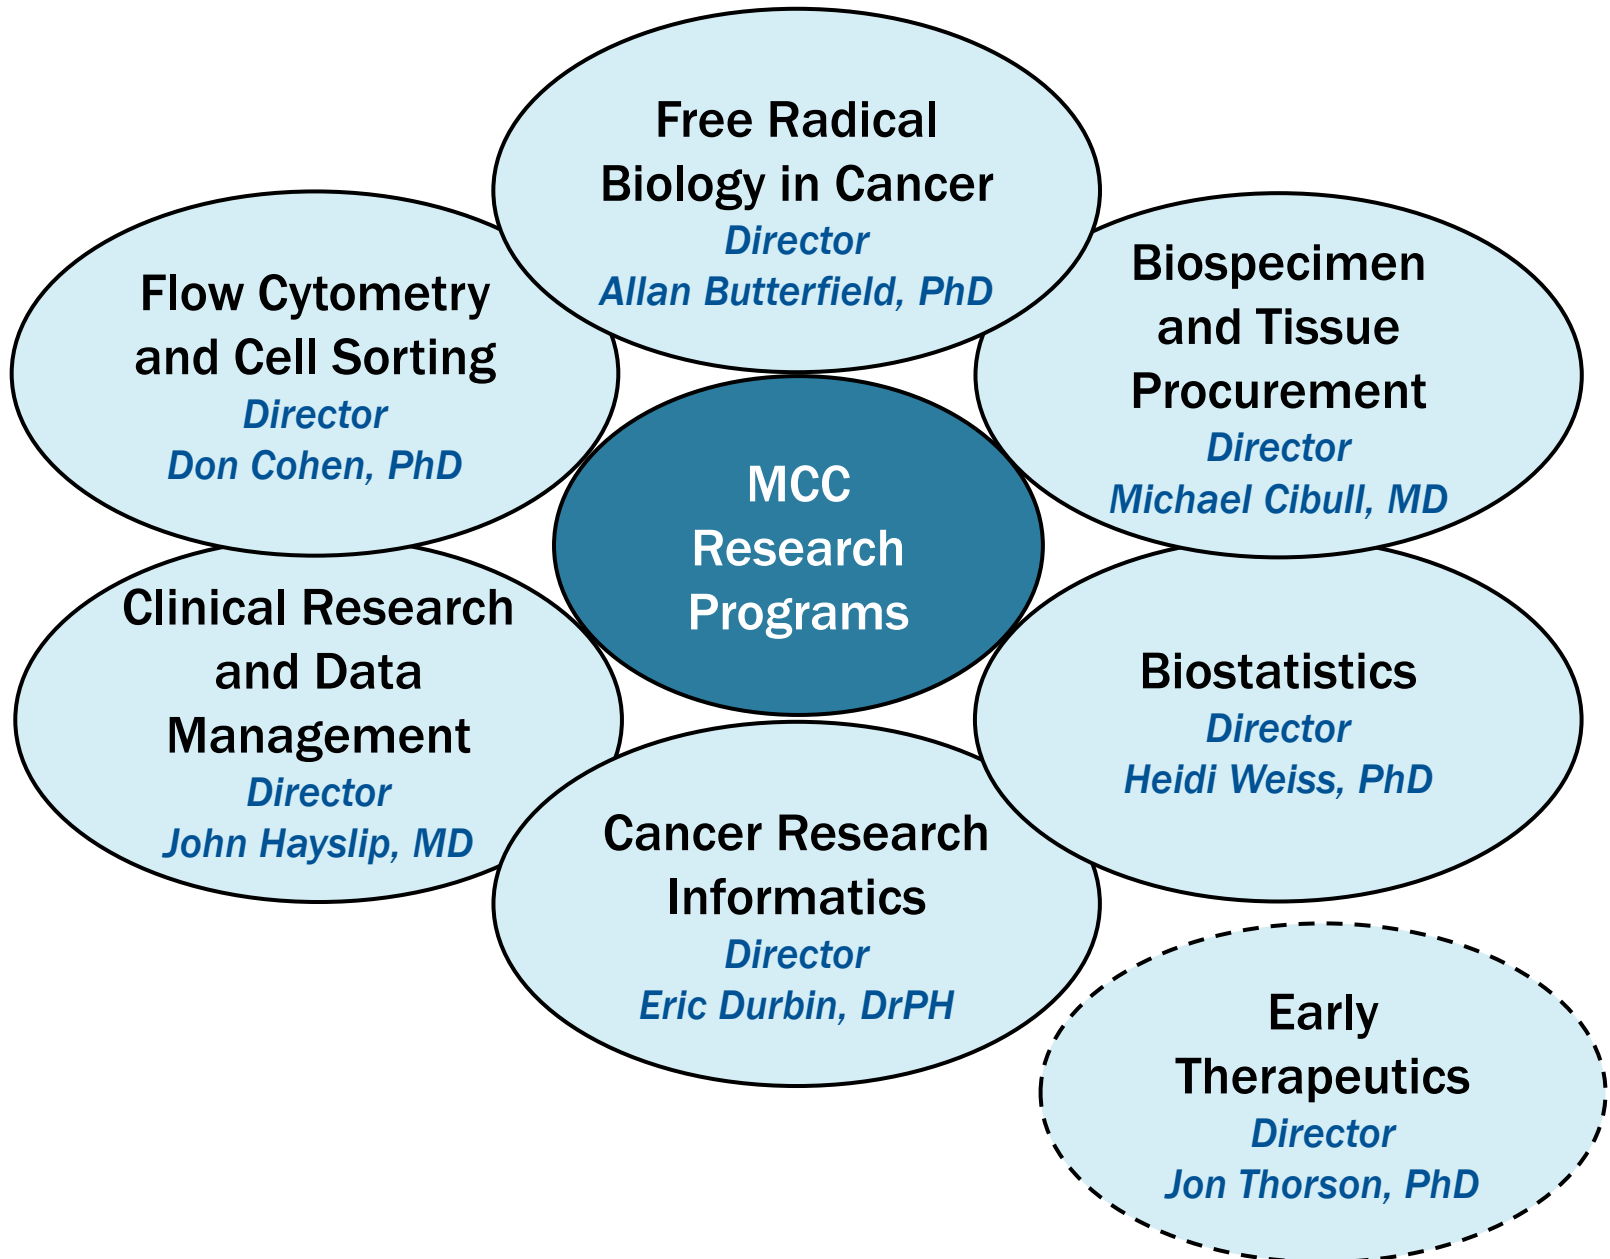 Free Radical
Biology in Cancer
Director
Allan Butterfield, PhD
Flow Cytometry
and Cell Sorting
Director
Don Cohen, PhD
Biospecimen
and Tissue
Procurement
Director
Michael Cibull, MD
MCC
Research
Programs
Clinical Research
and Data
Management
Director
John Hayslip, MD
Biostatistics
Director
Heidi Weiss, PhD
Cancer Research
Informatics
Director
Eric Durbin, DrPH
Early
Therapeutics
Director
Jon Thorson, PhD